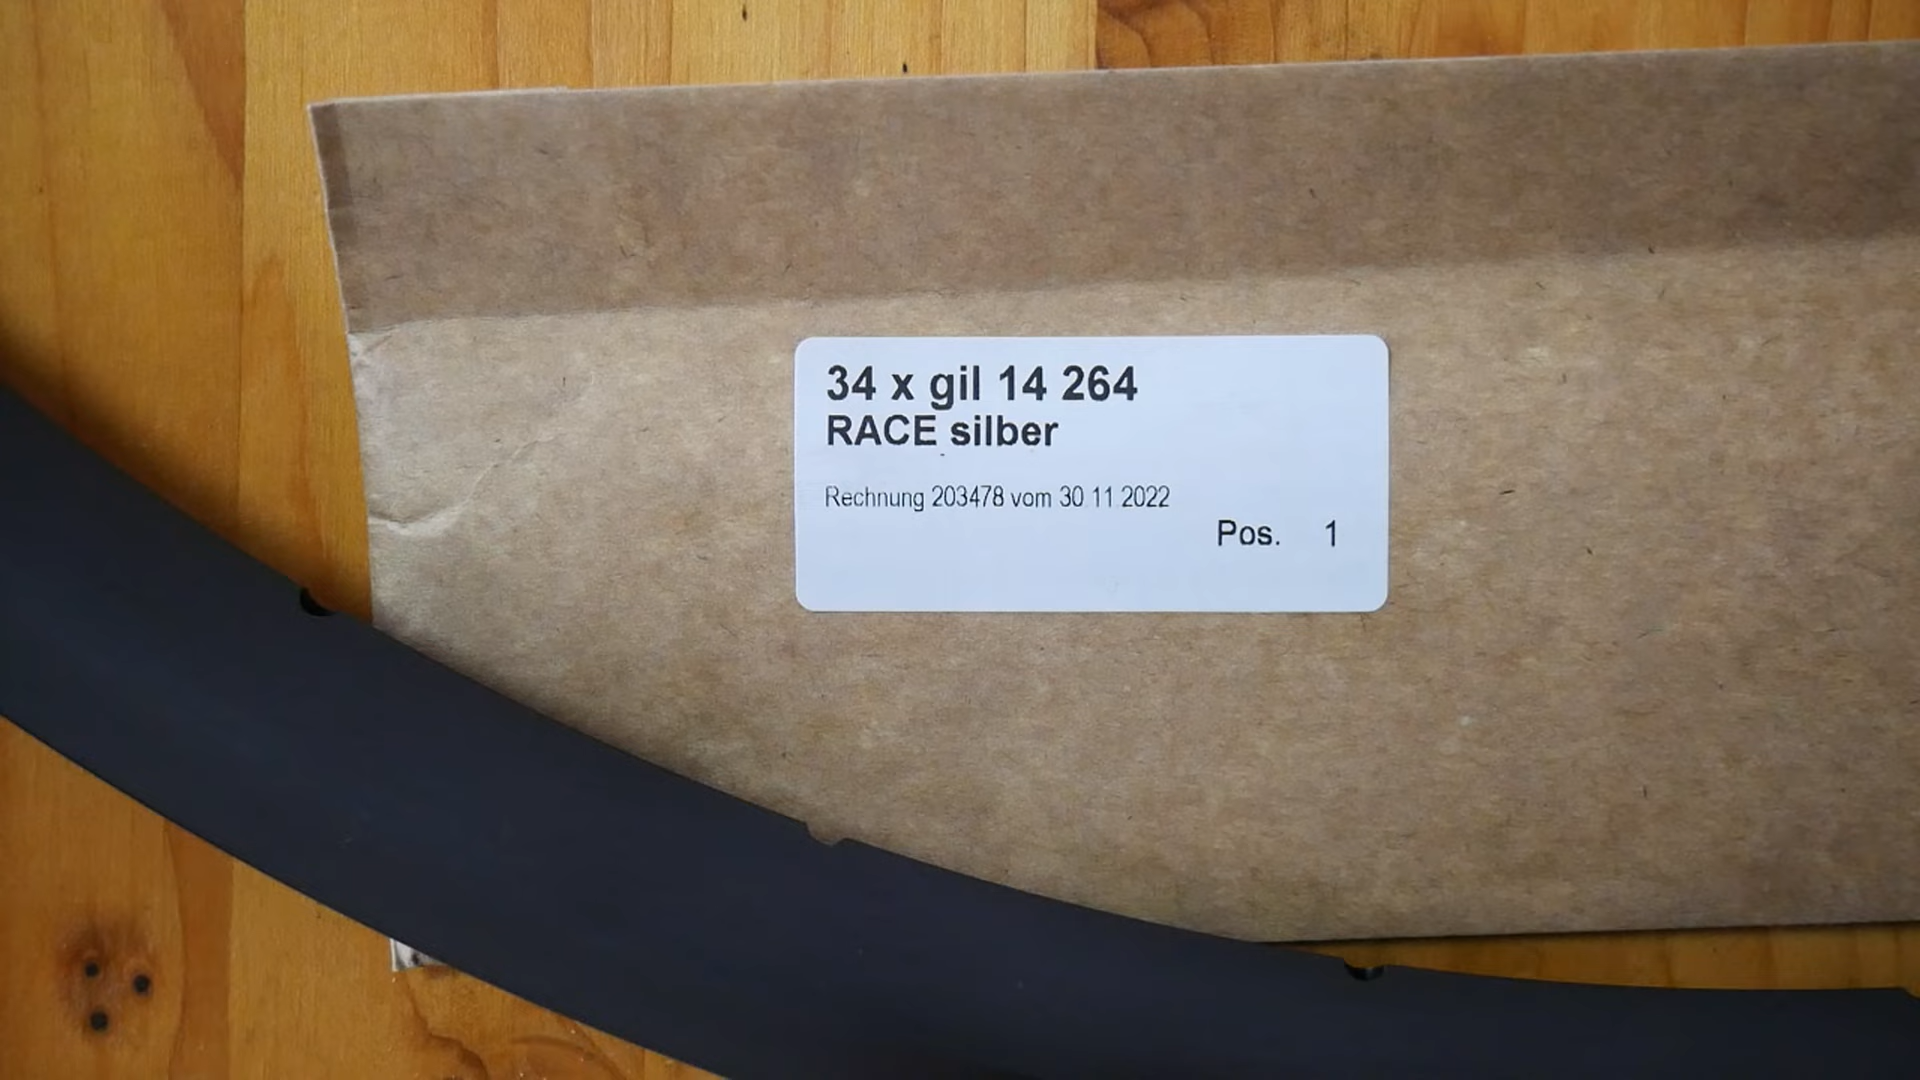 34 x gil 14 264
RACE silber
Rechnung 203478 vom 30 11 2022
Pos. 1